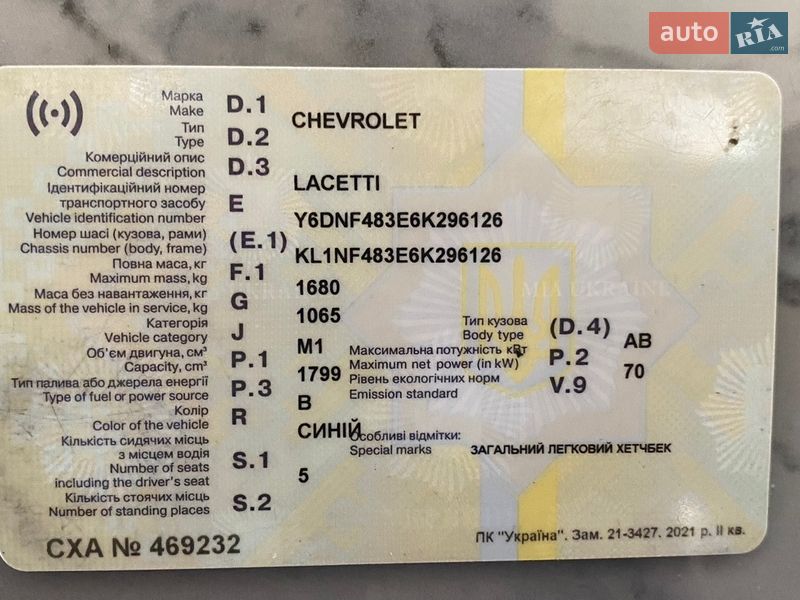 auto RIA .com
Марка D.1 CHEVROLET
Make
Тип D.2
Type
Комерційний опис D.3 LACETTI
Commercial description
Ідентифікаційний номер
транспортного засобу E Y6DNF483E6K296126
Vehicle identification number
Номер шасі (кузова, рами) (E.1) KL1NF483E6K296126
Chassis number (body, frame)
Повна маса, кг F.1 1680
Maximum mass, kg
Маса без навантаження, кг G 1065
Mass of the vehicle in service, kg
Категорія J M1
Vehicle category
Об'єм двигуна, см³ P.1 1799
Capacity, cm³
Тип палива або джерела енергії P.3 B
Type of fuel or power source
Колір R СИНІЙ
Color of the vehicle
Кількість сидячих місць
з місцем водія S.1 5
Number of seats
including the driver's seat
Кількість стоячих місць S.2
Number of standing places
Тип кузова (D.4) АВ
Body type
Максимальна потужність кВт P.2 70
Maximum net power (in kW)
Рівень екологічних норм V.9
Emission standard
Особливі відмітки: ЗАГАЛЬНИЙ ЛЕГКОВИЙ ХЕТЧБЕК
Special marks
MIA UKRAINE
СХА № 469232
ПК "Україна". Зам. 21-3427. 2021 р. II кв.